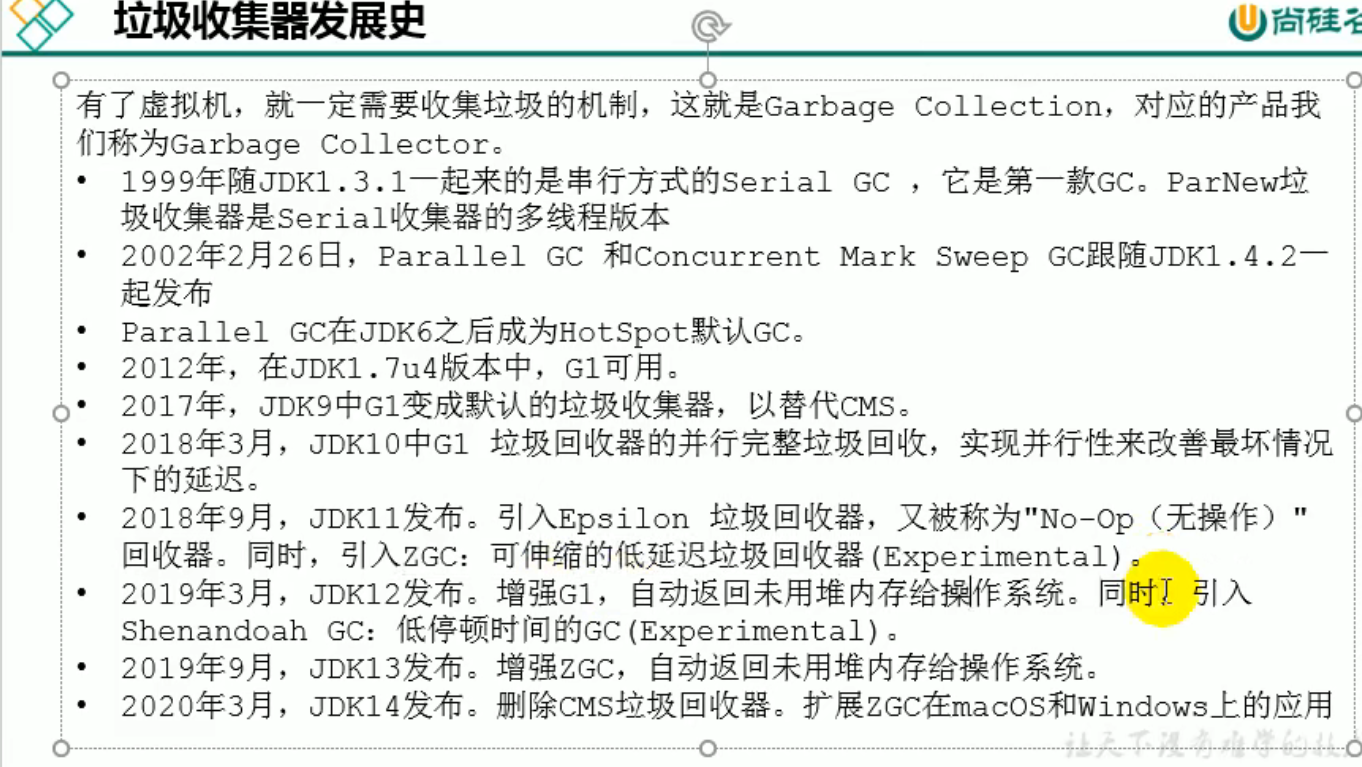 垃圾收集器发展史
尚硅谷
有了虚拟机，就一定需要收集垃圾的机制，这就是Garbage Collection，对应的产品我
们称为Garbage Collector。
• 1999年随JDK1.3.1一起来的是串行方式的Serial GC ，它是第一款GC。ParNew垃
圾收集器是Serial收集器的多线程版本
• 2002年2月26日，Parallel GC 和Concurrent Mark Sweep GC跟随JDK1.4.2一
起发布
• Parallel GC在JDK6之后成为HotSpot默认GC。
• 2012年，在JDK1.7u4版本中，G1可用。
• 2017年，JDK9中G1变成默认的垃圾收集器，以替代CMS。
• 2018年3月，JDK10中G1 垃圾回收器的并行完整垃圾回收，实现并行性来改善最坏情况
下的延迟。
• 2018年9月，JDK11发布。引入Epsilon 垃圾回收器，又被称为"No-Op（无操作）"
回收器。同时，引入ZGC：可伸缩的低延迟垃圾回收器(Experimental)。
• 2019年3月，JDK12发布。增强G1，自动返回未用堆内存给操作系统。同时，引入
Shenandoah GC：低停顿时间的GC(Experimental)。
• 2019年9月，JDK13发布。增强ZGC，自动返回未用堆内存给操作系统。
• 2020年3月，JDK14发布。删除CMS垃圾回收器。扩展ZGC在macOS和Windows上的应用
让天下没有难学的技